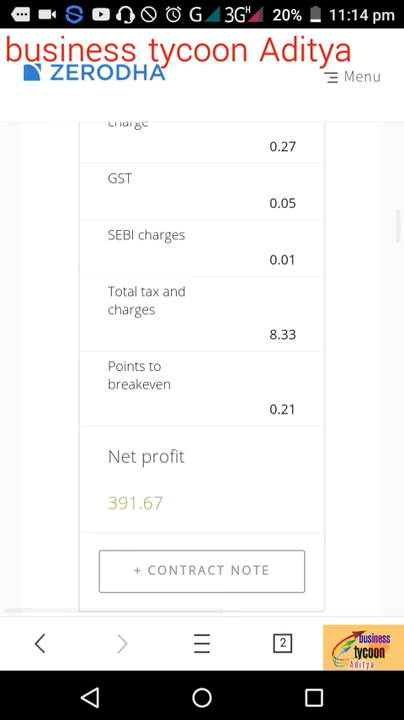 G 3G H 20% 11:14 pm
business tycoon Aditya
ZERODHA
Menu
charge
0.27
GST
0.05
SEBI charges
0.01
Total tax and
charges
8.33
Points to
breakeven
0.21
Net profit
391.67
+ CONTRACT NOTE
2
business
tycoon
Aditya